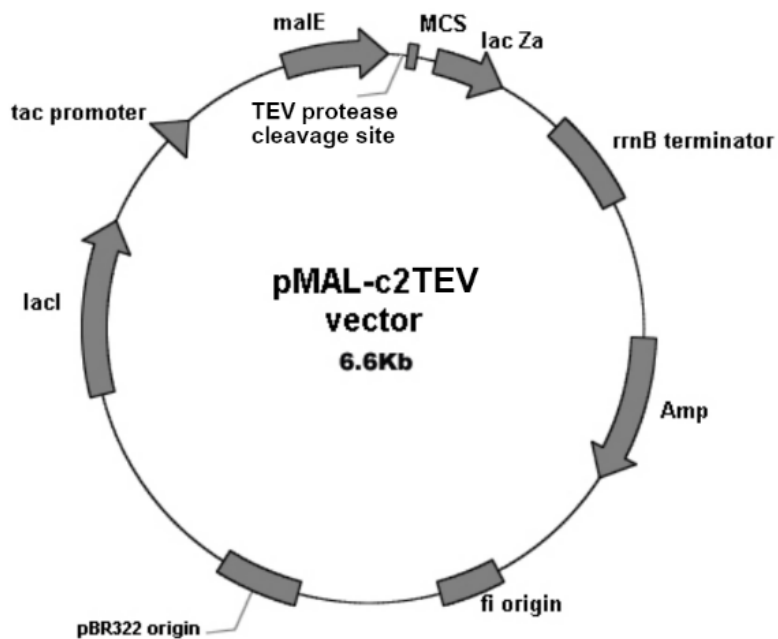 malE
MCS
lac Za
TEV protease
cleavage site
tac promoter
rrnB terminator
lacI
pMAL-c2TEV
vector
6.6Kb
Amp
fi origin
pBR322 origin